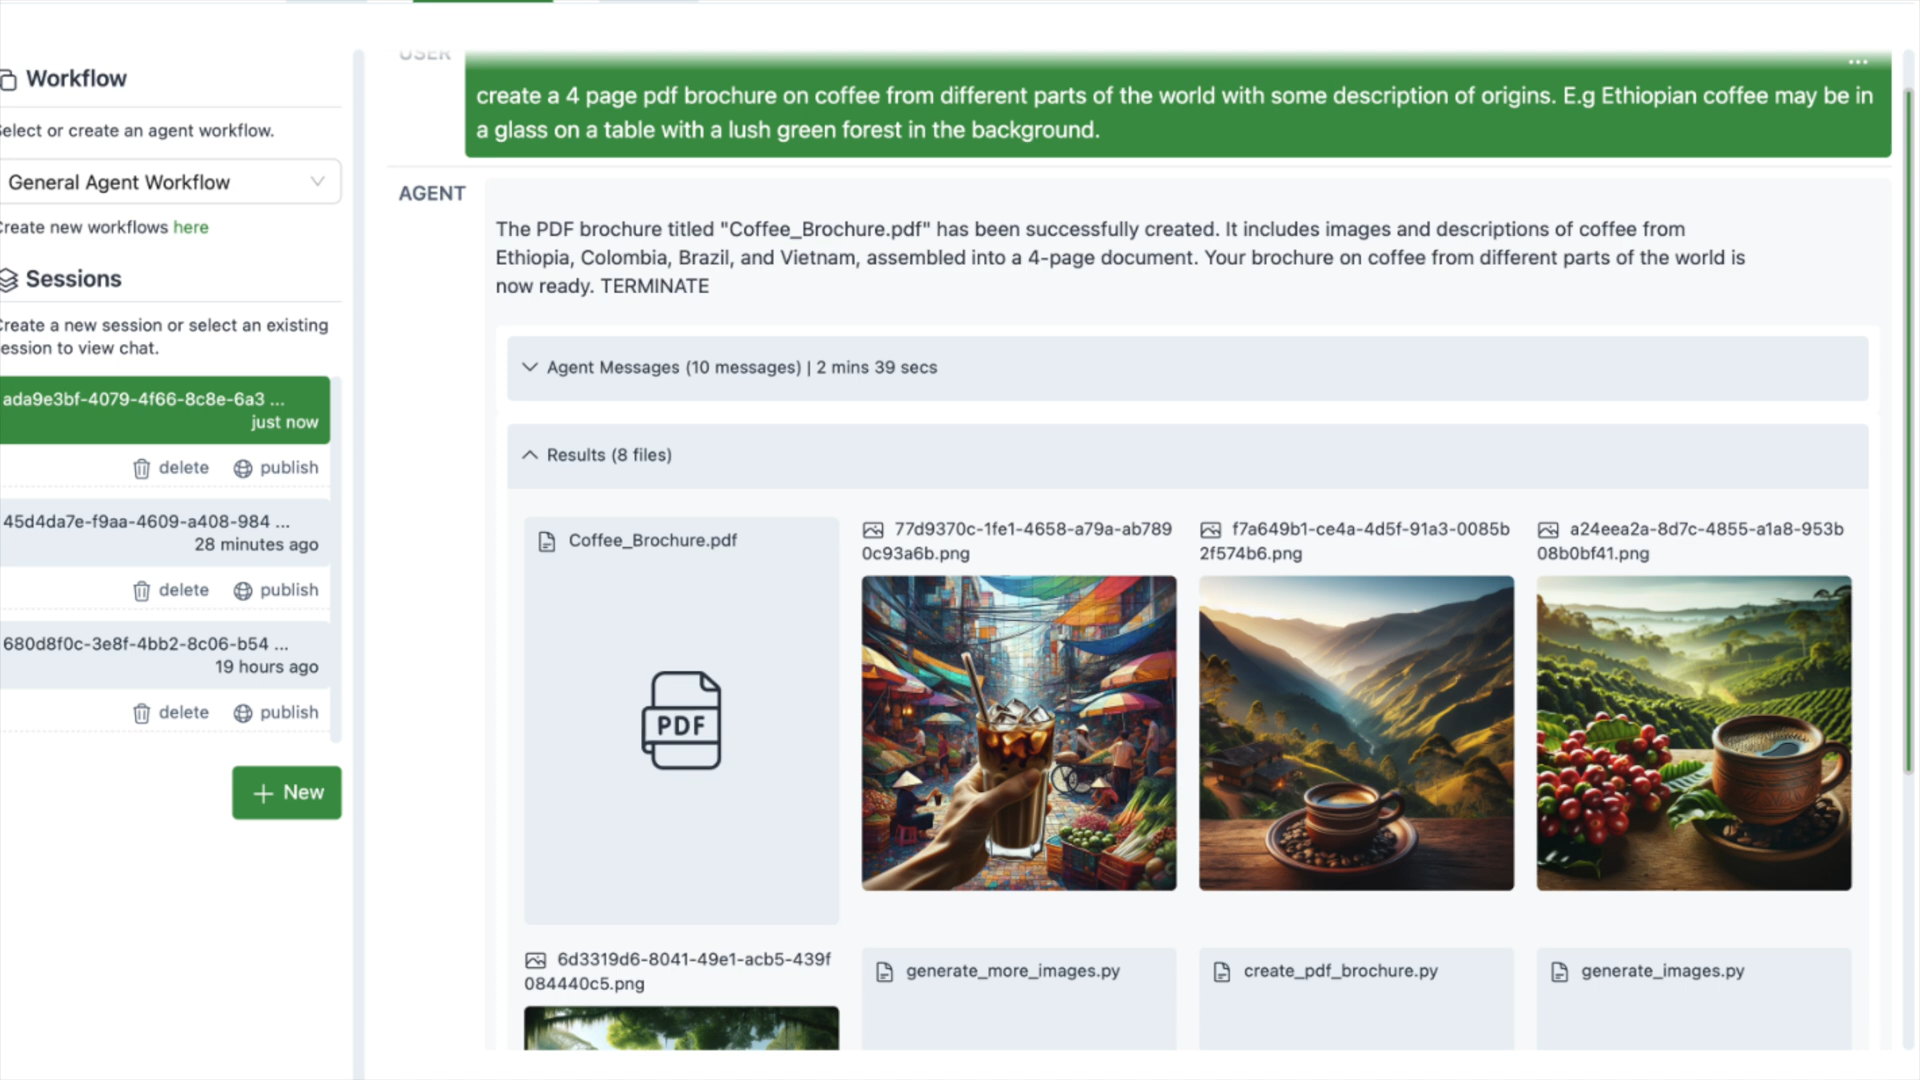 Workflow
Select or create an agent workflow.
General Agent Workflow
Create new workflows here
Sessions
Create a new session or select an existing
session to view chat.
ada9e3bf-4079-4f66-8c8e-6a3 ...
just now
delete publish
45d4da7e-f9aa-4609-a408-984 ...
28 minutes ago
delete publish
680d8f0c-3e8f-4bb2-8c06-b54 ...
19 hours ago
delete publish
+ New
USER
...
create a 4 page pdf brochure on coffee from different parts of the world with some description of origins. E.g Ethiopian coffee may be in
a glass on a table with a lush green forest in the background.
AGENT
The PDF brochure titled "Coffee_Brochure.pdf" has been successfully created. It includes images and descriptions of coffee from
Ethiopia, Colombia, Brazil, and Vietnam, assembled into a 4-page document. Your brochure on coffee from different parts of the world is
now ready. TERMINATE
Agent Messages (10 messages) | 2 mins 39 secs
Results (8 files)
Coffee_Brochure.pdf
PDF
77d9370c-1fe1-4658-a79a-ab789
0c93a6b.png
f7a649b1-ce4a-4d5f-91a3-0085b
2f574b6.png
a24eea2a-8d7c-4855-a1a8-953b
08b0bf41.png
6d3319d6-8041-49e1-acb5-439f
084440c5.png
generate_more_images.py
create_pdf_brochure.py
generate_images.py